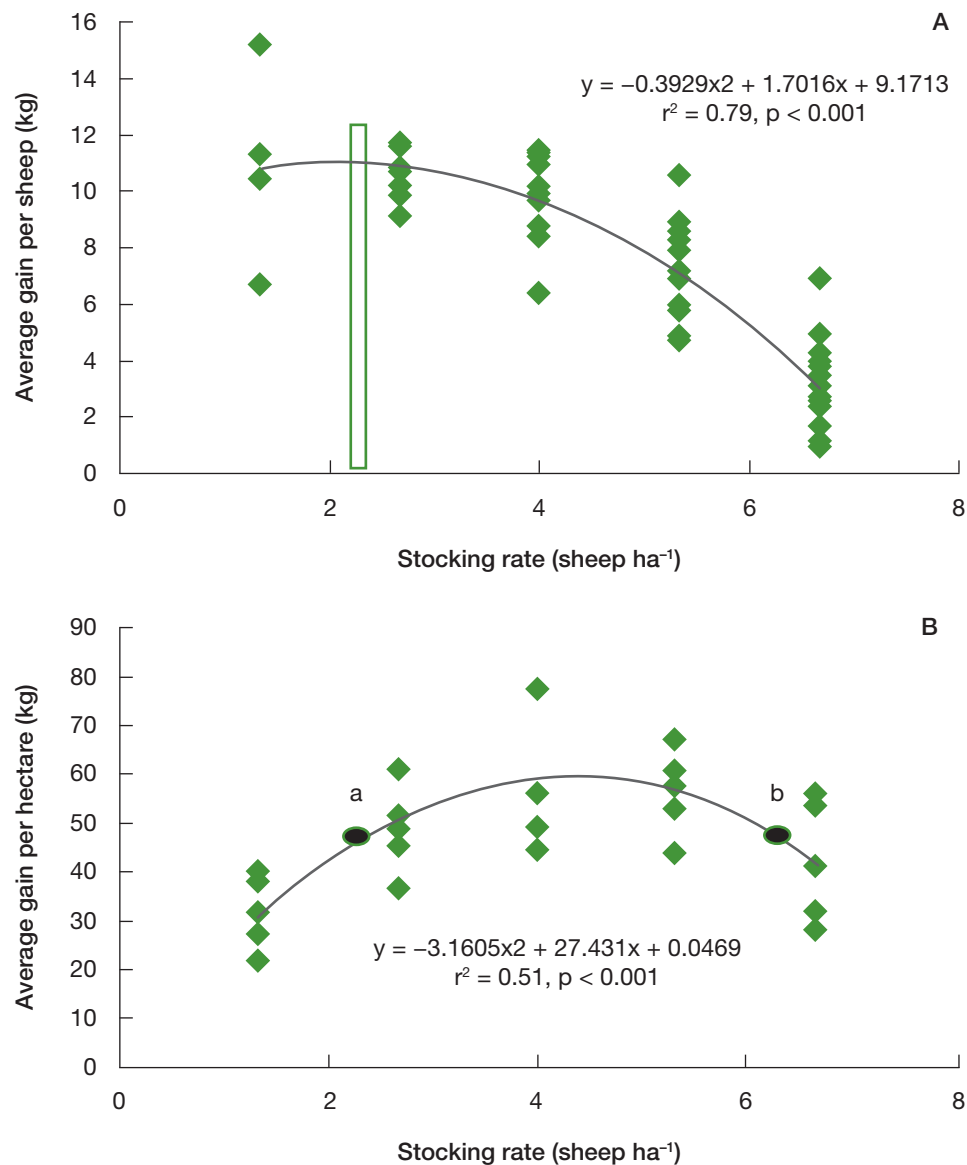 A
y = −0.3929x2 + 1.7016x + 9.1713
r² = 0.79, p < 0.001
Average gain per sheep (kg)
16
14
12
10
8
6
4
2
0
0 2 4 6 8
Stocking rate (sheep ha⁻¹)
B
Average gain per hectare (kg)
90
80
70
60
50
40
30
20
10
0
a b
y = −3.1605x2 + 27.431x + 0.0469
r² = 0.51, p < 0.001
0 2 4 6 8
Stocking rate (sheep ha⁻¹)